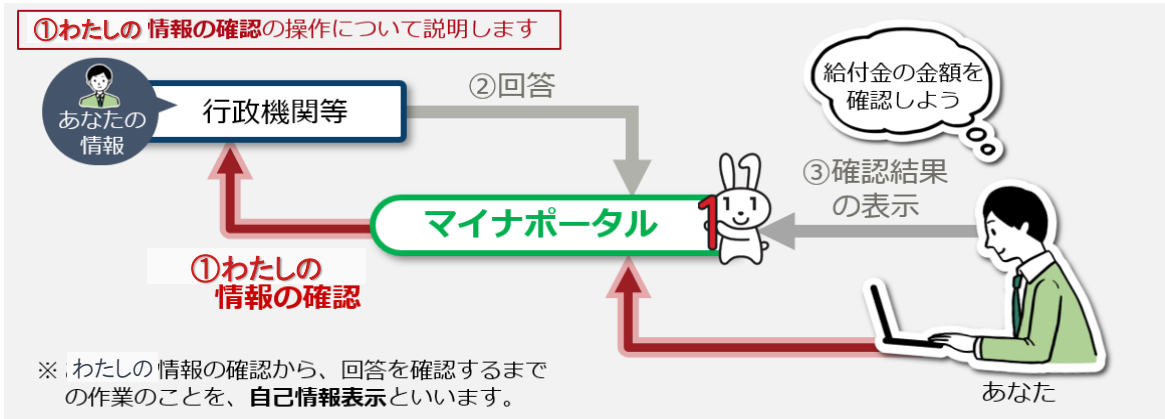 ①わたしの 情報の確認の操作について説明します
あなたの
情報
行政機関等
②回答
給付金の金額を
確認しよう
マイナポータル
1
③確認結果
の表示
①わたしの
情報の確認
あなた
※ わたしの 情報の確認から、回答を確認するまで
の作業のことを、自己情報表示といいます。